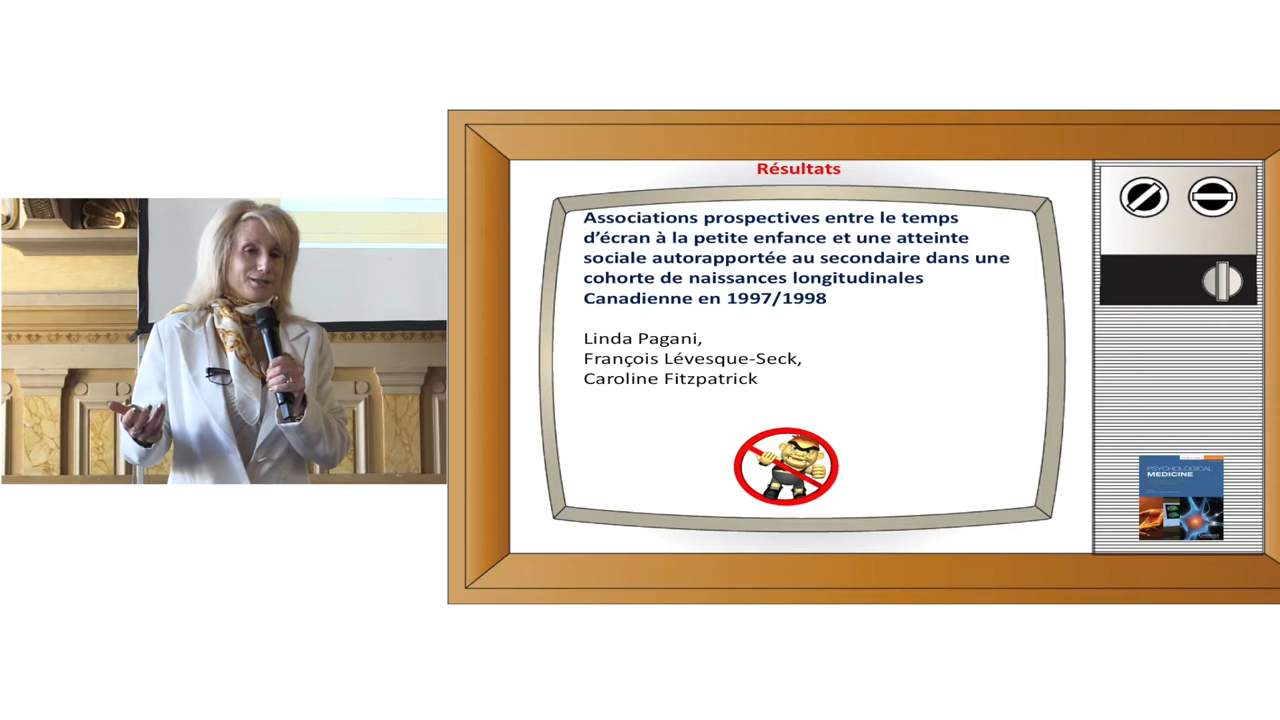 Résultats
Associations prospectives entre le temps
d'écran à la petite enfance et une atteinte
sociale autorapportée au secondaire dans une
cohorte de naissances longitudinales
Canadienne en 1997/1998
Linda Pagani,
François Lévesque-Seck,
Caroline Fitzpatrick
PSYCHOLOGICAL
MEDICINE